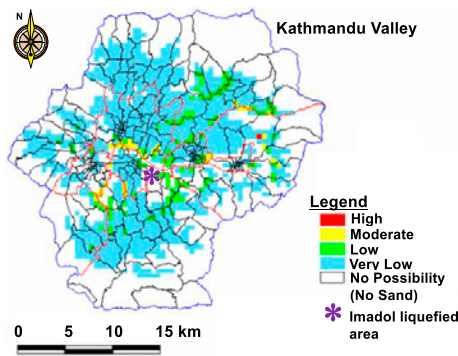 N
Kathmandu Valley
Legend
High
Moderate
Low
Very Low
No Possibility
(No Sand)
Imadol liquefied
area
0 5 10 15 km